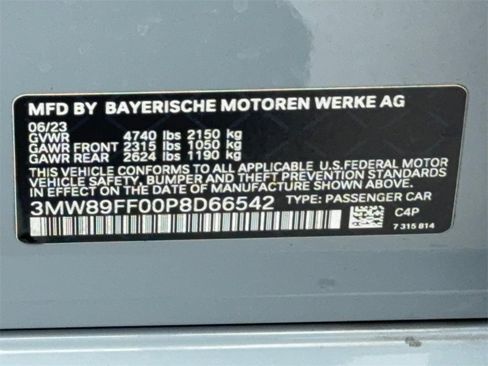 MFD BY BAYERISCHE MOTOREN WERKE AG
06/23
GVWR 4740 lbs 2150 kg
GAWR FRONT 2315 lbs 1050 kg
GAWR REAR 2624 lbs 1190 kg
THIS VEHICLE CONFORMS TO ALL APPLICABLE U.S.FEDERAL MOTOR
VEHICLE SAFETY, BUMPER AND THEFT PREVENTION STANDARDS
IN EFFECT ON THE DATE OF MANUFACTURE SHOWN ABOVE.
3MW89FF00P8D66542 TYPE: PASSENGER CAR
C4P
7 315 814